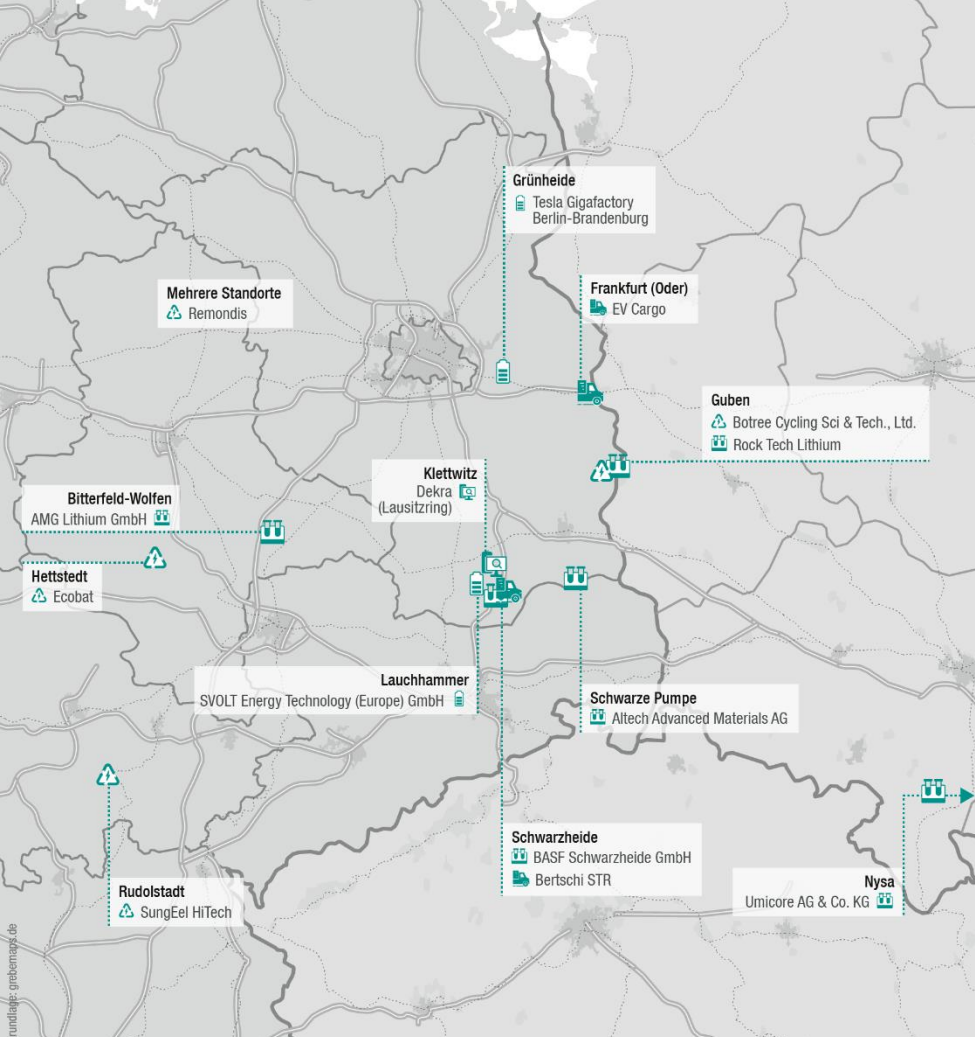 Grünheide
Tesla Gigafactory
Berlin-Brandenburg
Mehrere Standorte
Remondis
Frankfurt (Oder)
EV Cargo
Guben
Botree Cycling Sci & Tech., Ltd.
Rock Tech Lithium
Klettwitz
Dekra
(Lausitzring)
Bitterfeld-Wolfen
AMG Lithium GmbH
Hettstedt
Ecobat
Lauchhammer
SVOLT Energy Technology (Europe) GmbH
Schwarze Pumpe
Altech Advanced Materials AG
Schwarzheide
BASF Schwarzheide GmbH
Bertschi STR
Nysa
Umicore AG & Co. KG
Rudolstadt
SungEel HiTech
rundlage: grebemaps.de